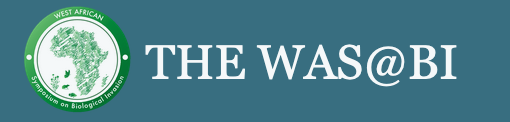 WEST AFRICAN
THE WAS@BI
Symposium on Biological Invasion